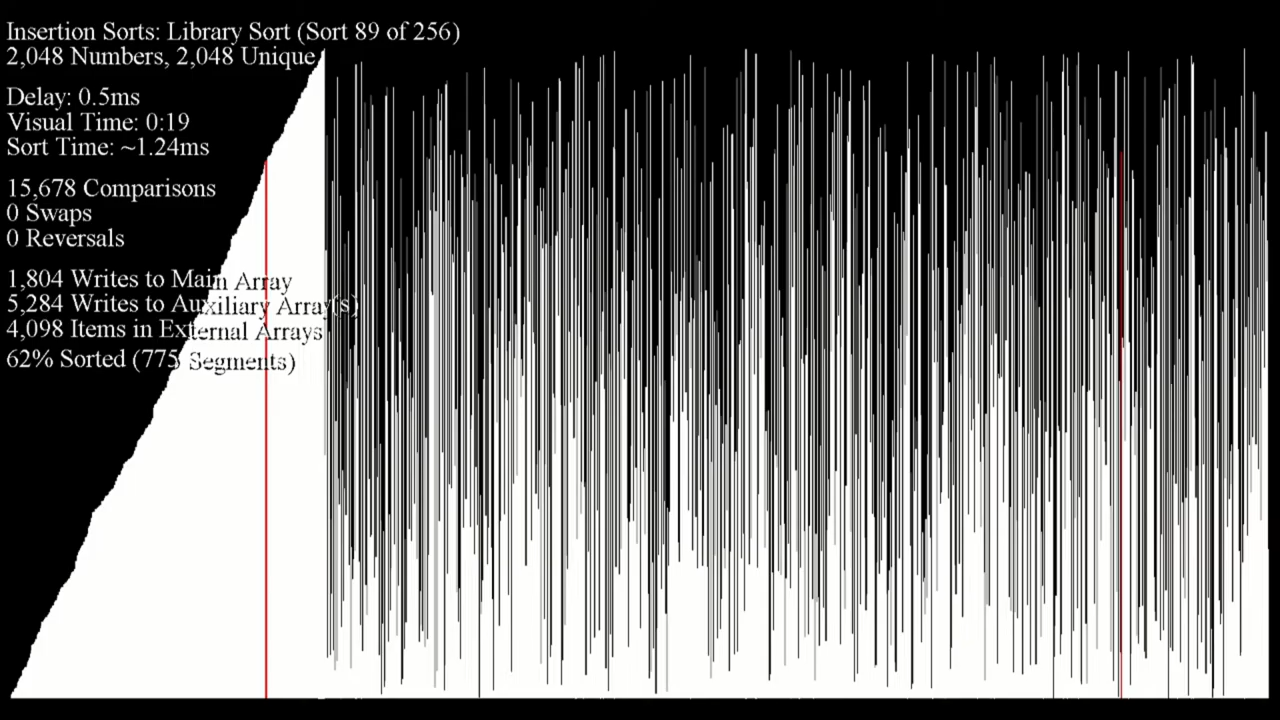 Insertion Sorts: Library Sort (Sort 89 of 256)
2,048 Numbers, 2,048 Unique
Delay: 0.5ms
Visual Time: 0:19
Sort Time: ~1.24ms
15,678 Comparisons
0 Swaps
0 Reversals
1,804 Writes to Main Array
5,284 Writes to Auxiliary Array(s)
4,098 Items in External Arrays
62% Sorted (775 Segments)